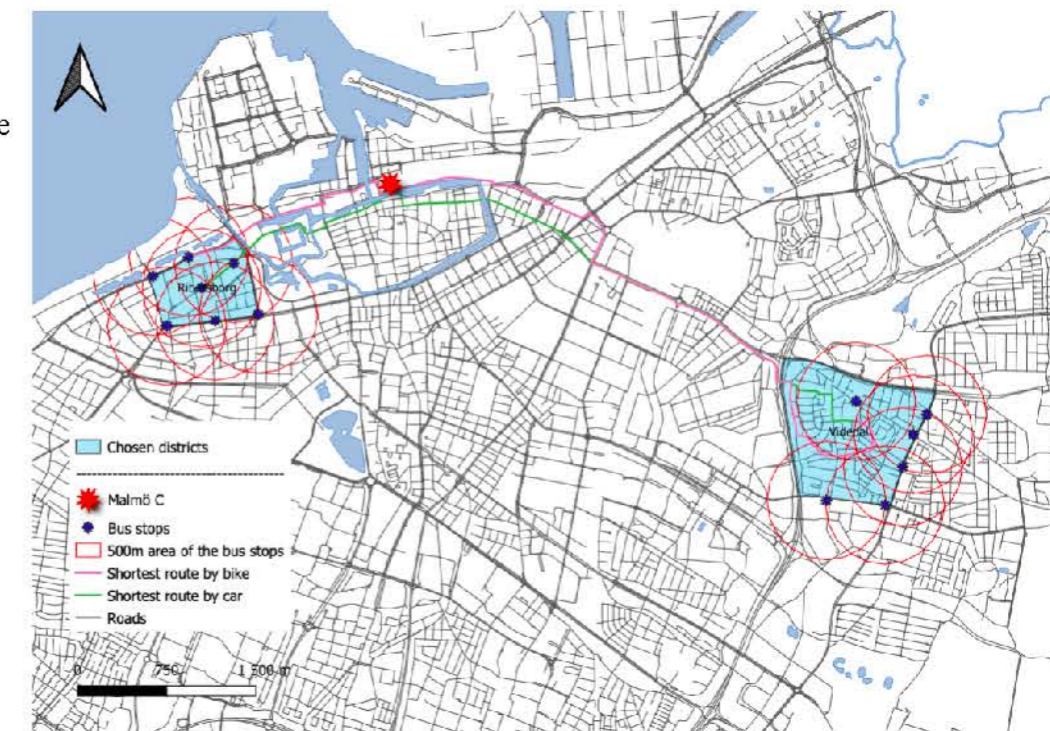 e
Ribersborg
Videdal
Chosen districts
Malmö C
Bus stops
500m area of the bus stops
Shortest route by bike
Shortest route by car
Roads
0 750 1 500 m